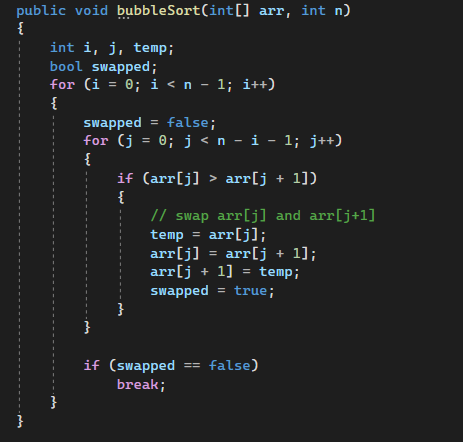 public void bubbleSort(int[] arr, int n)
{
    int i, j, temp;
    bool swapped;
    for (i = 0; i < n - 1; i++)
    {
        swapped = false;
        for (j = 0; j < n - i - 1; j++)
        {
            if (arr[j] > arr[j + 1])
            {
                // swap arr[j] and arr[j+1]
                temp = arr[j];
                arr[j] = arr[j + 1];
                arr[j + 1] = temp;
                swapped = true;
            }
        }

        if (swapped == false)
            break;
    }
}